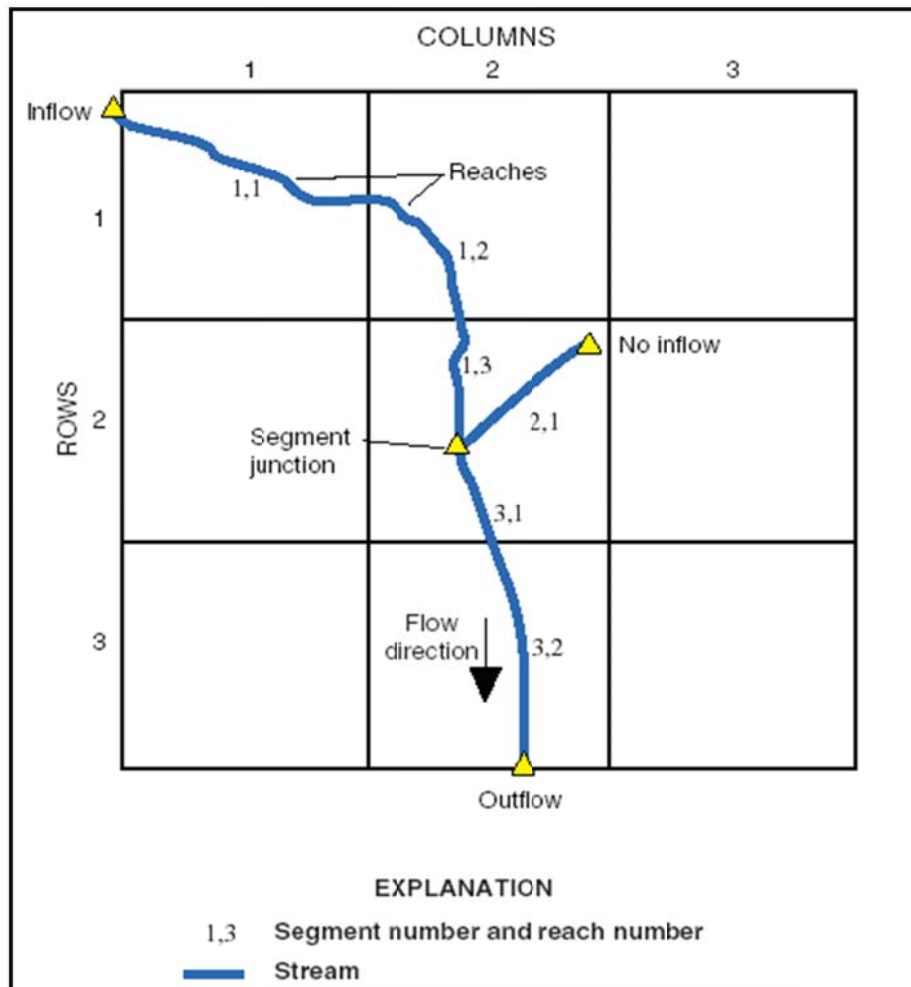 COLUMNS
1 2 3
Inflow
Reaches
1,1
1
1,2
No inflow
1,3
ROWS
2
2,1
Segment
junction
3,1
Flow
direction
3
3,2
Outflow
EXPLANATION
1,3 Segment number and reach number
Stream